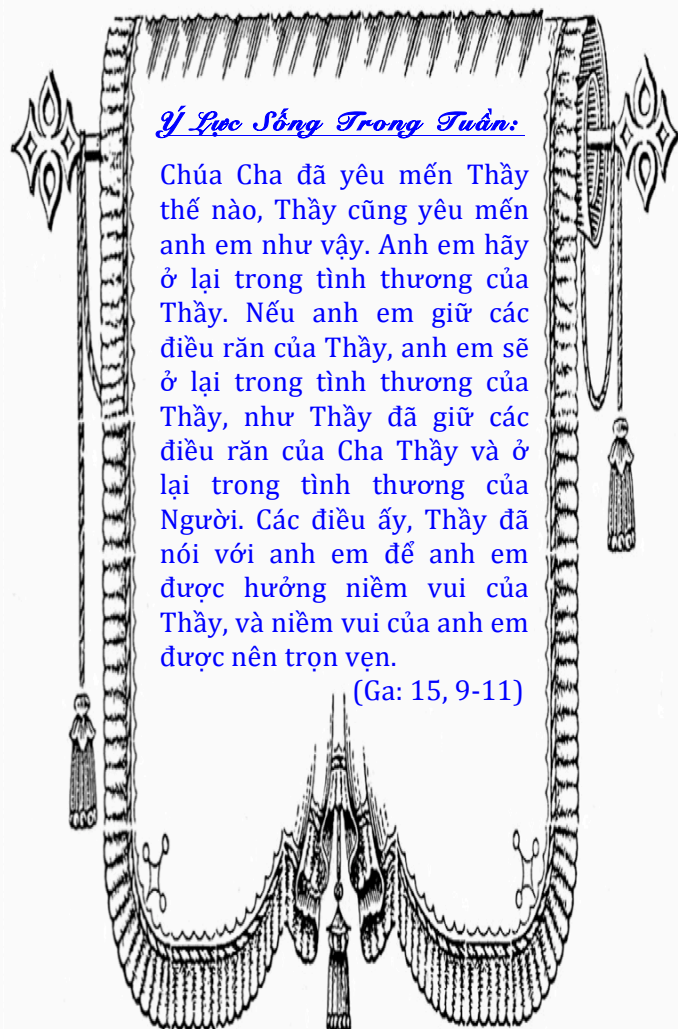 Ý Lực Sống Trong Tuần:
Chúa Cha đã yêu mến Thầy
thế nào, Thầy cũng yêu mến
anh em như vậy. Anh em hãy
ở lại trong tình thương của
Thầy. Nếu anh em giữ các
điều răn của Thầy, anh em sẽ
ở lại trong tình thương của
Thầy, như Thầy đã giữ các
điều răn của Cha Thầy và ở
lại trong tình thương của
Người. Các điều ấy, Thầy đã
nói với anh em để anh em
được hưởng niềm vui của
Thầy, và niềm vui của anh em
được nên trọn vẹn.
(Ga: 15, 9-11)